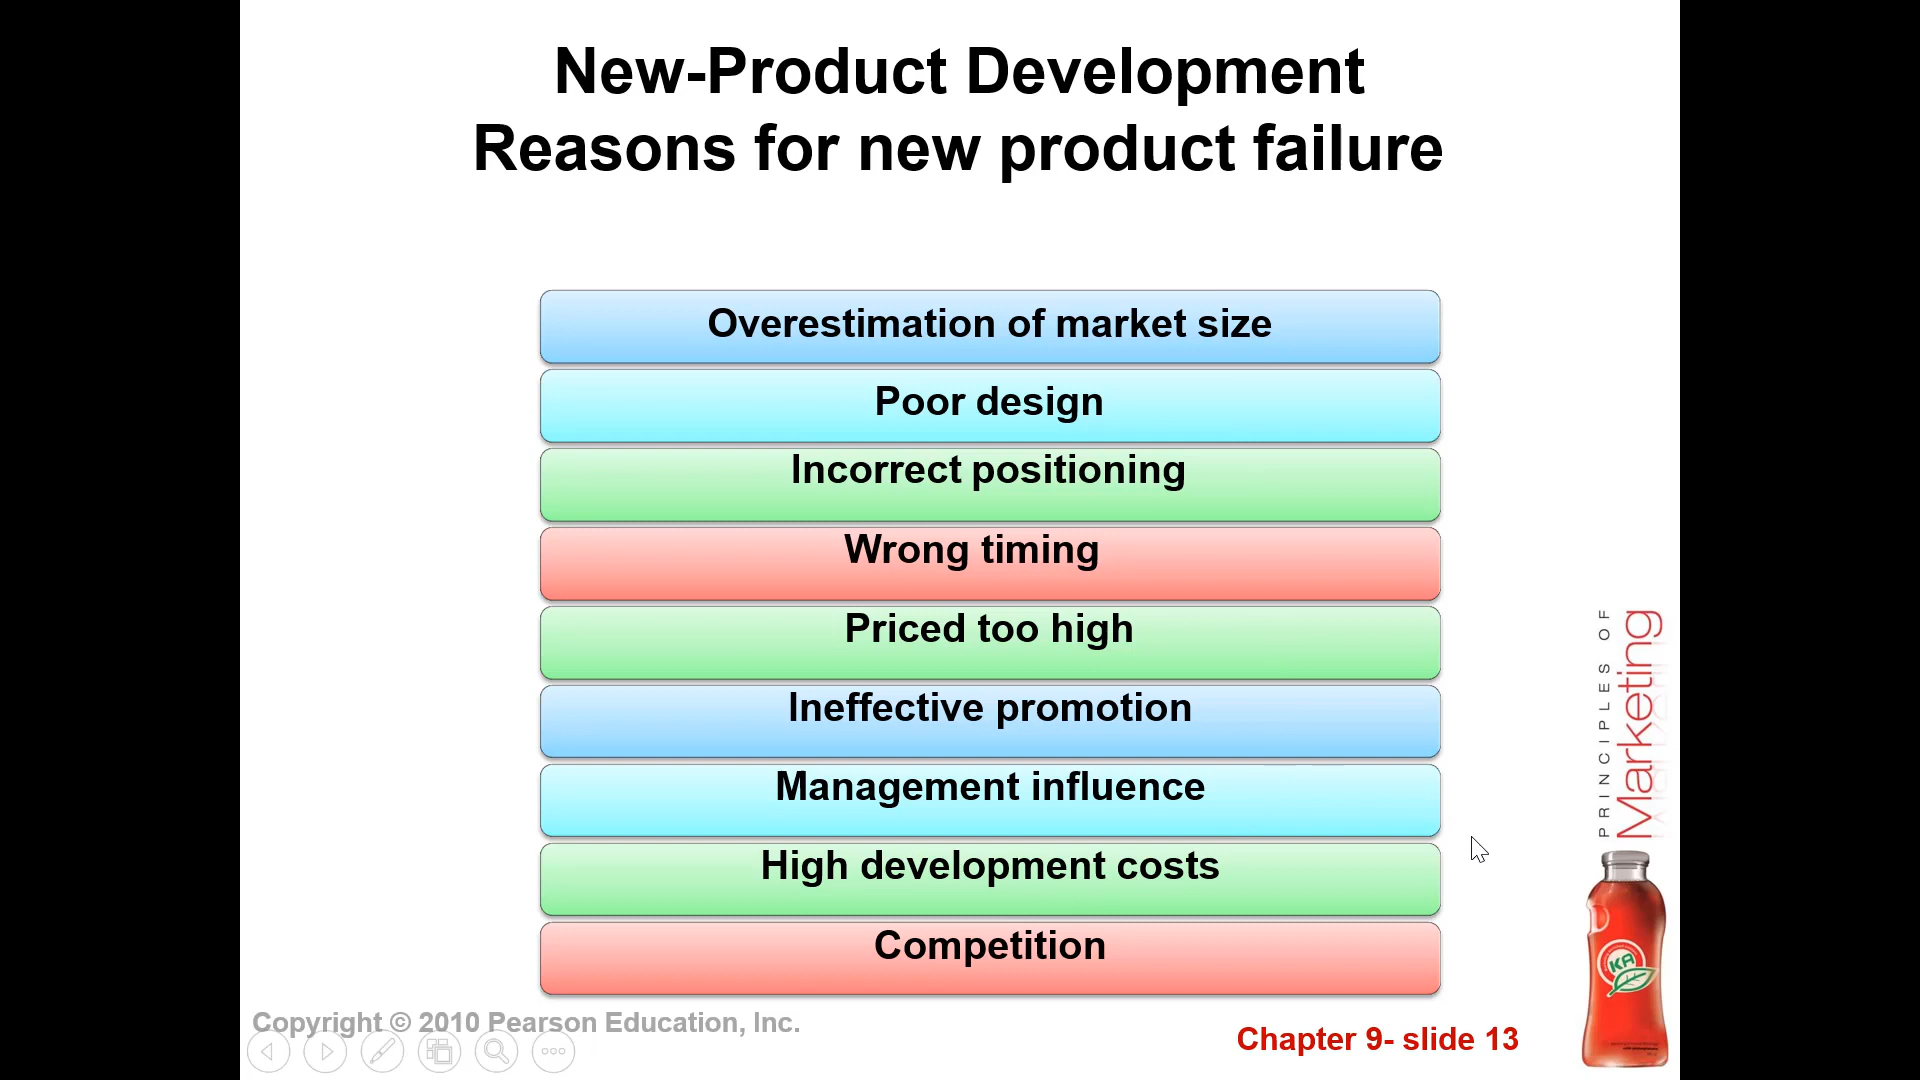 New-Product Development
Reasons for new product failure
Overestimation of market size
Poor design
Incorrect positioning
Wrong timing
Priced too high
Ineffective promotion
Management influence
High development costs
Competition
PRINCIPLES OF
Marketing
KA
Copyright © 2010 Pearson Education, Inc.
Chapter 9- slide 13